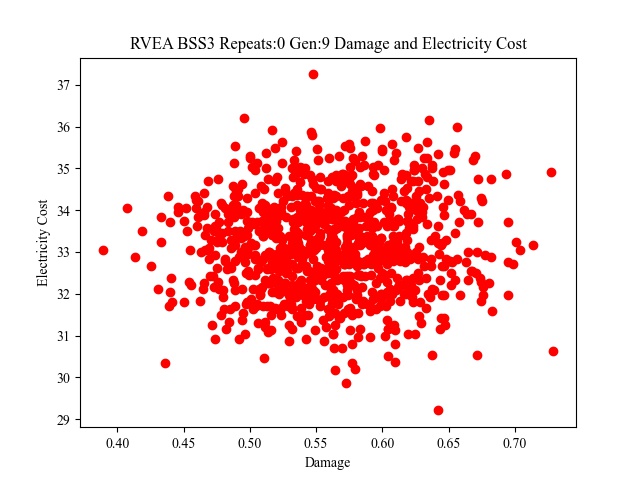 RVEA BSS3 Repeats:0 Gen:9 Damage and Electricity Cost
37
36
35
34
33
32
31
30
29
Electricity Cost
0.40 0.45 0.50 0.55 0.60 0.65 0.70
Damage